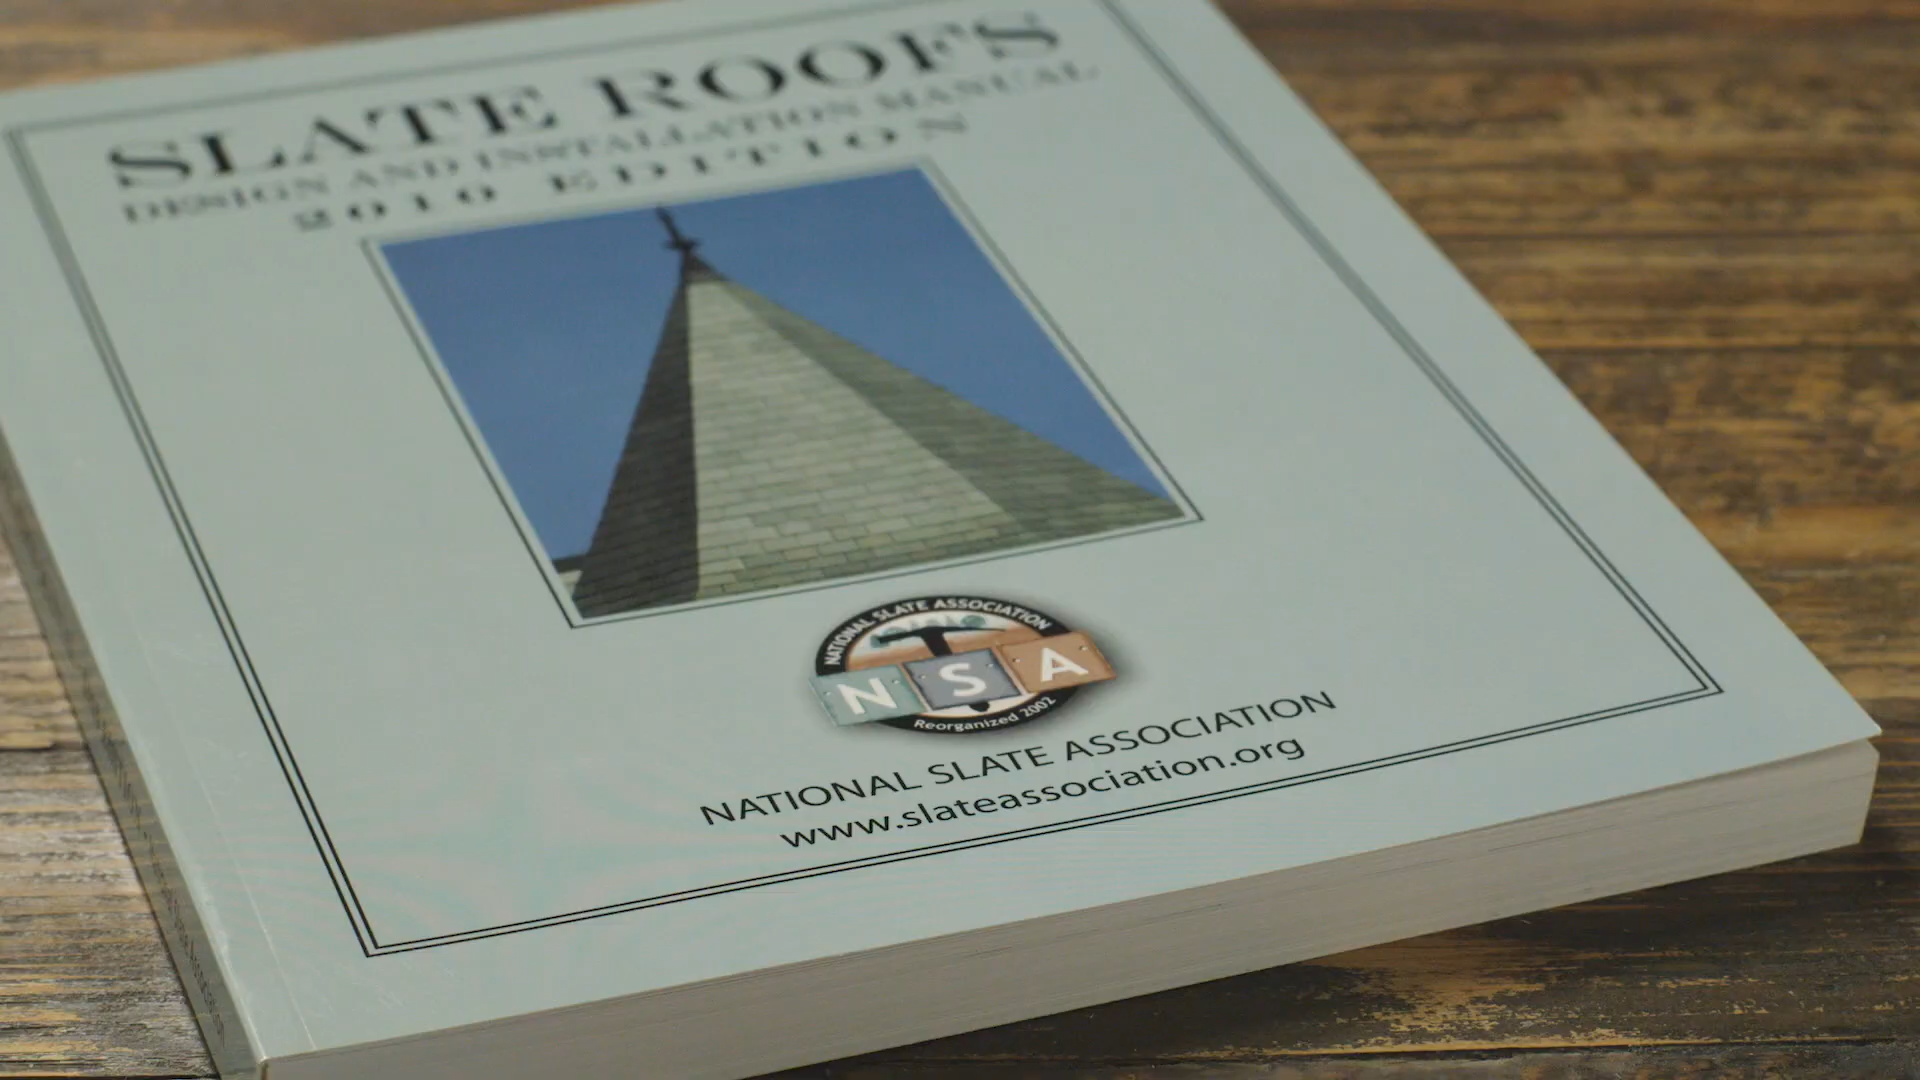 SLATE ROOFS
DESIGN AND INSTALLATION MANUAL
2010 EDITION
NATIONAL SLATE ASSOCIATION
N S A
Reorganized 2002
NATIONAL SLATE ASSOCIATION
www.slateassociation.org